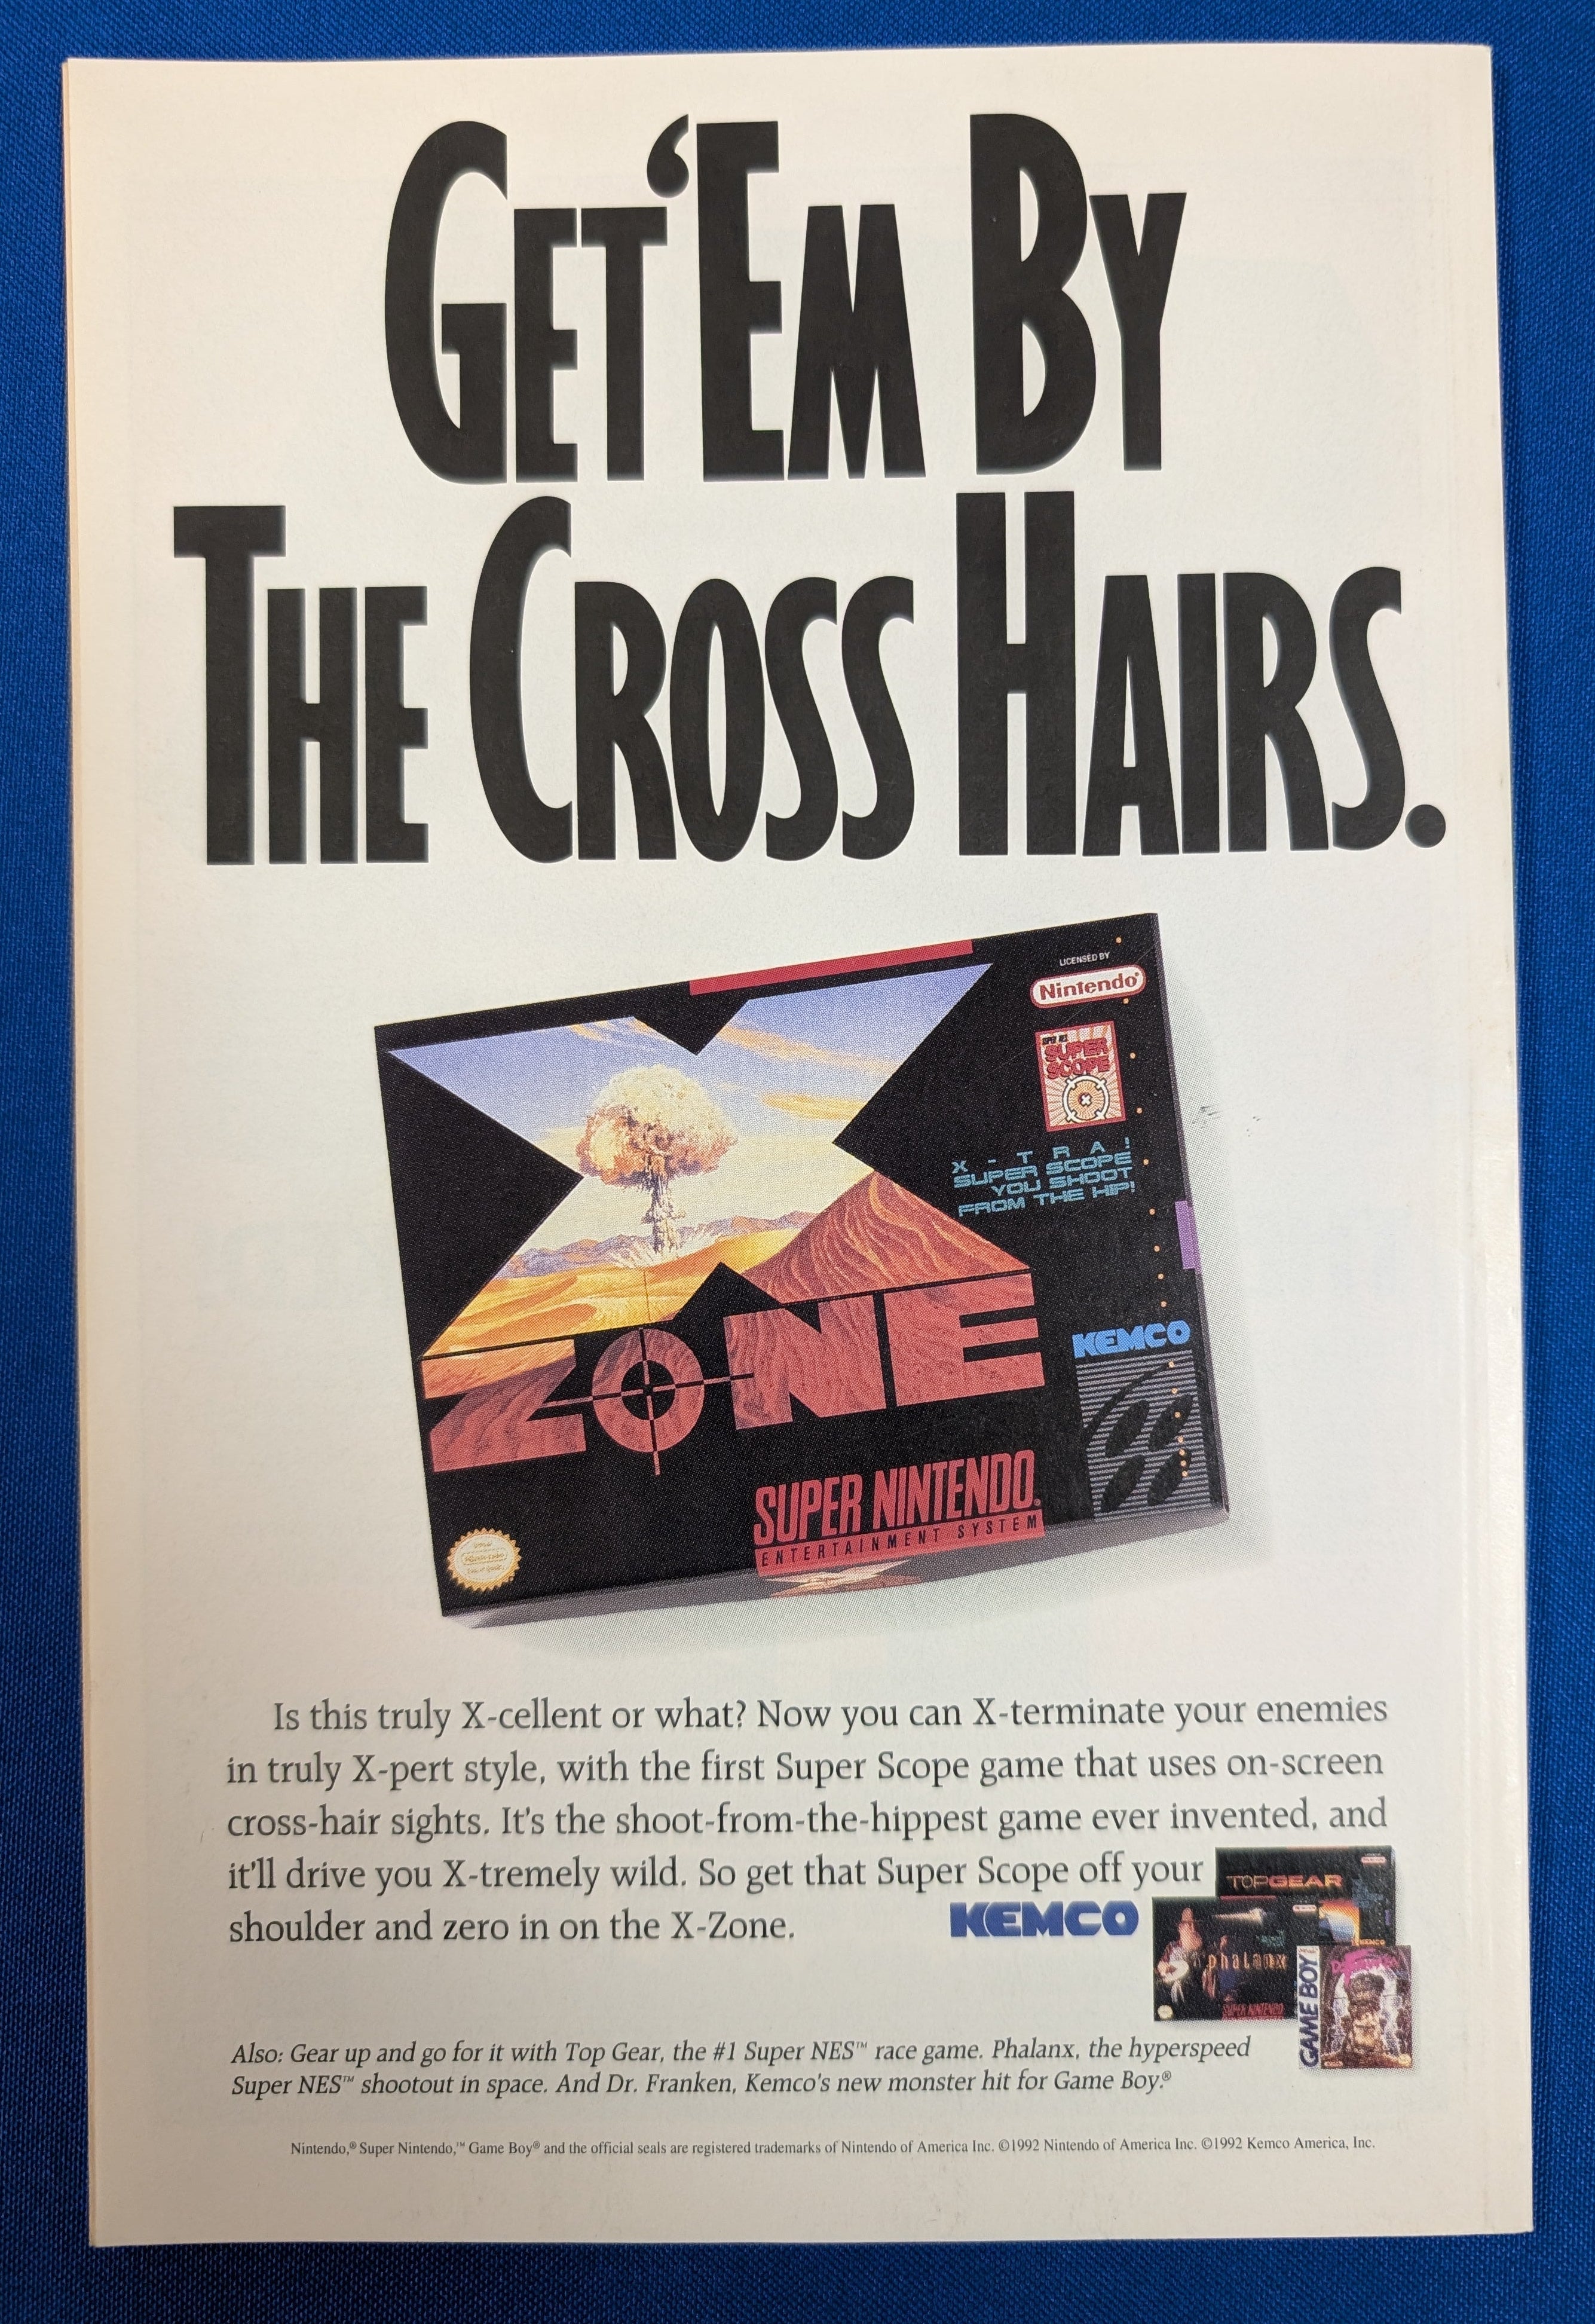 GET ‘EM BY
THE CROSS HAIRS.
LICENSED BY
Nintendo®
SUPER NES
SUPER
SCOPE
X-TRA!
SUPER SCOPE
YOU SHOOT
FROM THE HIP!
X
ZONE
KEMCO
SUPER NINTENDO®
ENTERTAINMENT SYSTEM
Is this truly X-cellent or what? Now you can X-terminate your enemies
in truly X-pert style, with the first Super Scope game that uses on-screen
cross-hair sights. It's the shoot-from-the-hippest game ever invented, and
it'll drive you X-tremely wild. So get that Super Scope off your
shoulder and zero in on the X-Zone.
KEMCO
TOP GEAR
KEMCO
phalanx
SUPER NINTENDO
GAME BOY
Also: Gear up and go for it with Top Gear, the #1 Super NES™ race game. Phalanx, the hyperspeed
Super NES™ shootout in space. And Dr. Franken, Kemco's new monster hit for Game Boy.®
Nintendo,® Super Nintendo,™ Game Boy® and the official seals are registered trademarks of Nintendo of America Inc. ©1992 Nintendo of America Inc. ©1992 Kemco America, Inc.